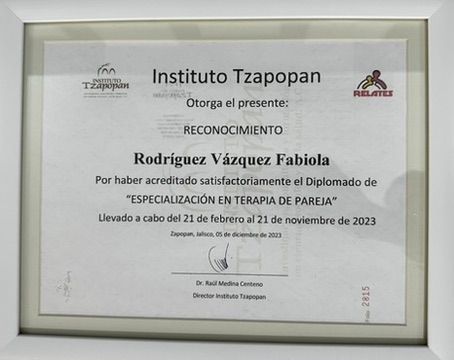 INSTITUTO
TZAPOPAN
RELATES
Instituto Tzapopan
Otorga el presente:
RECONOCIMIENTO
Rodríguez Vázquez Fabiola
Por haber acreditado satisfactoriamente el Diplomado de
“ESPECIALIZACIÓN EN TERAPIA DE PAREJA”
Llevado a cabo del 21 de febrero al 21 de noviembre de 2023
Zapopan, Jalisco, 05 de diciembre de 2023
Dr. Raúl Medina Centeno
Director Instituto Tzapopan
Folio 2815